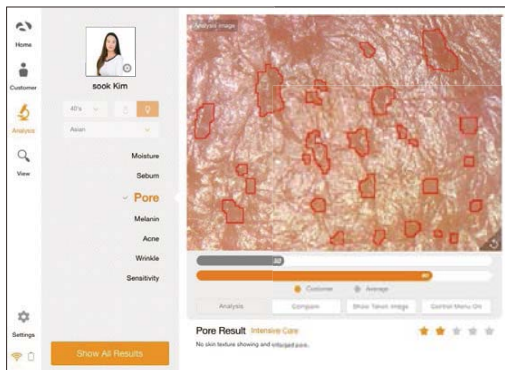 Home
Customer
Analysis
View
Settings
sook Kim
40's
Asian
Moisture
Sebum
Pore
Melanin
Acne
Wrinkle
Sensitivity
Show All Results
Analysis image
Customer
Average
Analysis
Compare
Show Taken Image
Control Menu On
Pore Result Intensive Care
No skin texture showing and enlarged pore.